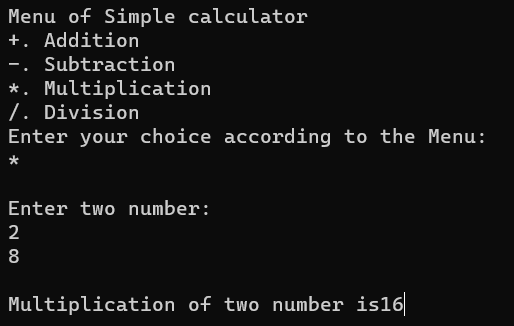 Menu of Simple calculator
+. Addition
-. Subtraction
*. Multiplication
/. Division
Enter your choice according to the Menu:
*
Enter two number:
2
8
Multiplication of two number is16